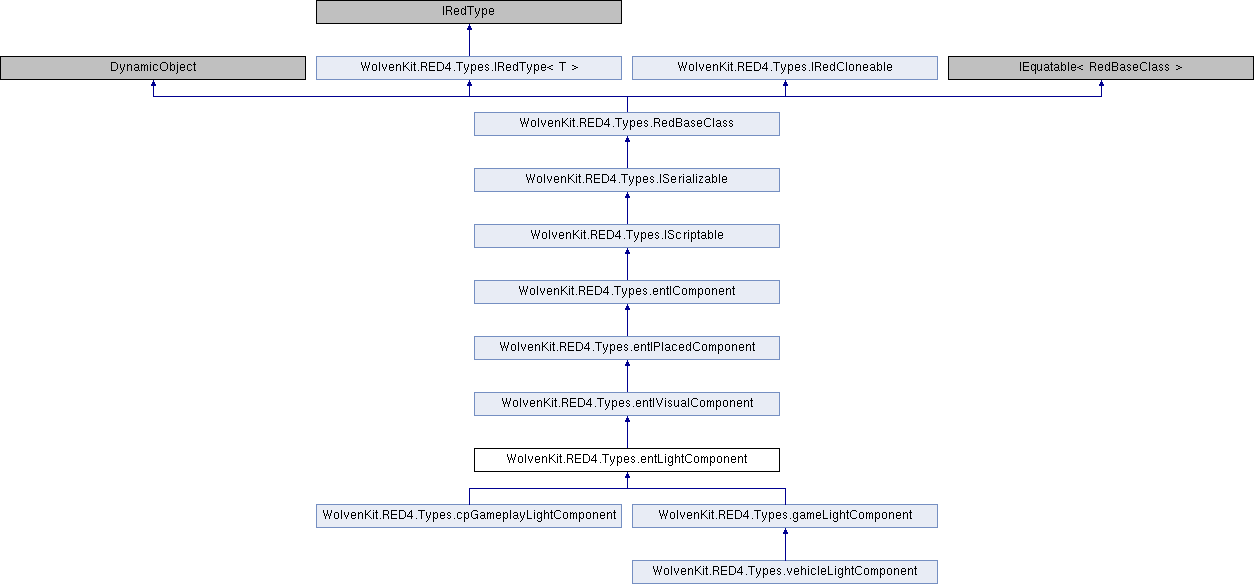 IRedType
DynamicObject
WolvenKit.RED4.Types.IRedType< T >
WolvenKit.RED4.Types.IRedCloneable
IEquatable< RedBaseClass >
WolvenKit.RED4.Types.RedBaseClass
WolvenKit.RED4.Types.ISerializable
WolvenKit.RED4.Types.IScriptable
WolvenKit.RED4.Types.entIComponent
WolvenKit.RED4.Types.entIPlacedComponent
WolvenKit.RED4.Types.entIVisualComponent
WolvenKit.RED4.Types.entLightComponent
WolvenKit.RED4.Types.cpGameplayLightComponent
WolvenKit.RED4.Types.gameLightComponent
WolvenKit.RED4.Types.vehicleLightComponent